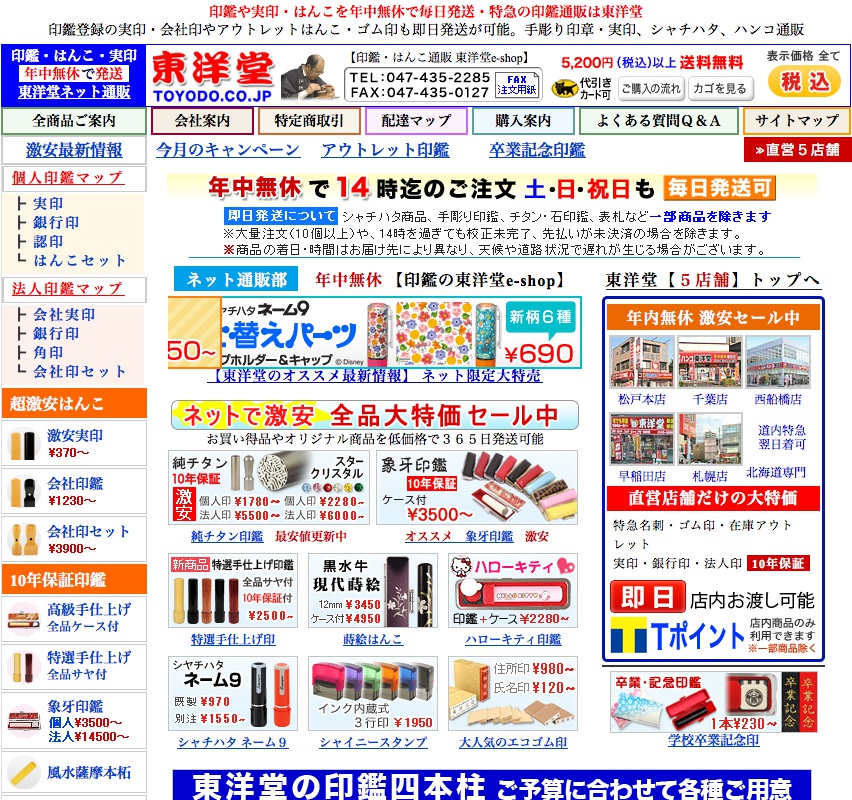 印鑑や実印・はんこを年中無休で毎日発送・特急の印鑑通販は東洋堂
印鑑登録の実印・会社印やアウトレットはんこ・ゴム印も即日発送が可能。手彫り印章・実印、シャチハタ、ハンコ通販
印鑑・はんこ・実印
年中無休で発送
東洋堂ネット通販
東洋堂
TOYODO.CO.JP
【印鑑・はんこ通販 東洋堂e-shop】
TEL:047-435-2285
FAX:047-435-0127
FAX
注文用紙
5,200円(税込)以上 送料無料
代引き
カード可
ご購入の流れ
カゴを見る
表示価格 全て
税込
全商品ご案内
会社案内
特定商取引
配達マップ
購入案内
よくある質問Q&A
サイトマップ
激安最新情報
今月のキャンペーン
アウトレット印鑑
卒業記念印鑑
»直営5店舗
個人印鑑マップ
┣ 実印
┣ 銀行印
┣ 認印
┗ はんこセット
法人印鑑マップ
┣ 会社実印
┣ 銀行印
┣ 角印
┗ 会社印セット
超激安はんこ
激安実印
¥370〜
会社印鑑
¥1230〜
会社印セット
¥3900〜
10年保証印鑑
高級手仕上げ
全品ケース付
特選手仕上げ
全品サヤ付
象牙印鑑
個人¥3500〜
法人¥14500〜
風水薩摩本柘
年中無休で14時迄のご注文 土・日・祝日も 毎日発送可
即日発送について シャチハタ商品、手彫り印鑑、チタン・石印鑑、表札など一部商品を除きます
※大量注文(10個以上)や、14時を過ぎても校正未完了、先払いが未決済の場合を除きます。
※商品の着日・時間はお届け先により異なり、天候や道路状況で遅れが生じる場合がございます。
ネット通販部
年中無休【印鑑の東洋堂e-shop】
50〜
ヤチハタ ネーム9
替えパーツ
プホルダー&キャップ © Disney
新柄6種
¥690
【東洋堂のオススメ最新情報】 ネット限定大特売
ネットで激安 全品大特価セール中
お買い得品やオリジナル商品を低価格で365日発送可能
純チタン
10年保証
激安
スター
クリスタル
個人印 ¥1780〜 個人印 ¥2280〜
法人印 ¥5500〜 法人印 ¥6000〜
純チタン印鑑 最安値更新中
象牙印鑑
10年保証
ケース付
¥3500〜
オススメ 象牙印鑑 激安
新商品 特選手仕上げ印鑑
全品サヤ付
10年保証付
¥2500〜
特選手仕上げ印
黒水牛
現代蒔絵
12mm ¥3450
ケース付 ¥4950
蒔絵はんこ
ハローキティ
印鑑+ケース¥2280〜
ハローキティ印鑑
シヤチハタ
ネーム9
既製 ¥970
別注 ¥1550〜
シャチハタ ネーム9
インク内蔵式
3行印 ¥1950
シャイニースタンプ
住所印 ¥980〜
氏名印 ¥120〜
大人気のエコゴム印
東洋堂の印鑑四本柱 ご予算に合わせて各種ご用意
東洋堂【5店舗】トップへ
年内無休 激安セール中
松戸本店
千葉店
西船橋店
早稲田店
札幌店
道内特急
翌日着可
北海道専門
直営店舗だけの大特価
特急名刺・ゴム印・在庫アウト
レット
実印・銀行印・法人印 10年保証
即日 店内お渡し可能
Tポイント
店内商品のみ
利用できます
※一部商品除く
卒業・記念印鑑
1本¥230〜
卒業記念
卒業記念
学校卒業記念印